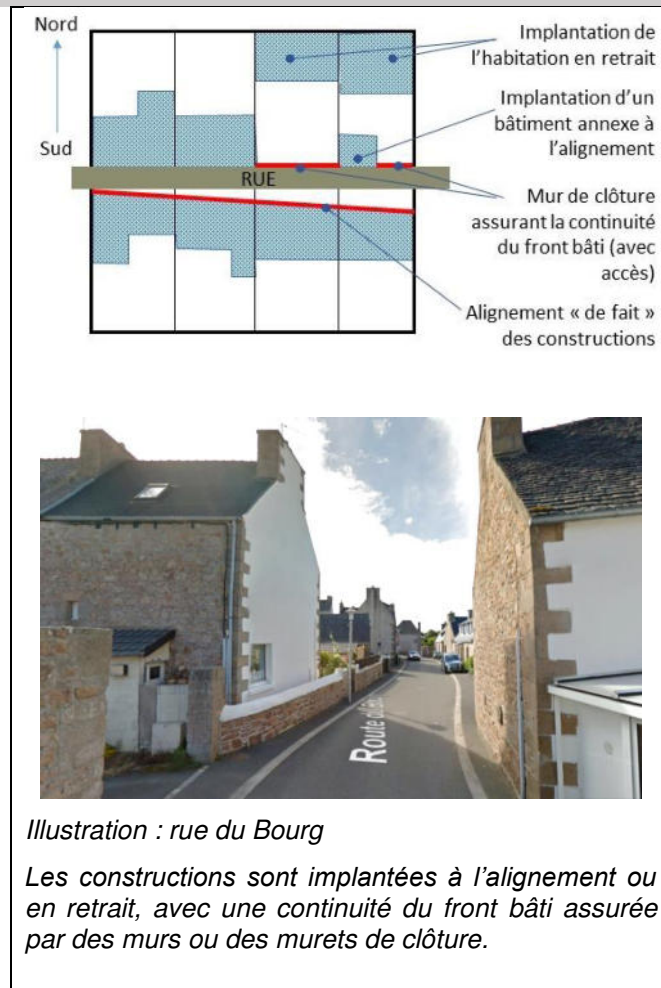 Nord
Sud
Implantation de
l'habitation en retrait
Implantation d'un
bâtiment annexe à
l'alignement
RUE
Mur de clôture
assurant la continuité
du front bâti (avec
accès)
Alignement « de fait »
des constructions
Route du
Illustration : rue du Bourg
Les constructions sont implantées à l'alignement ou
en retrait, avec une continuité du front bâti assurée
par des murs ou des murets de clôture.